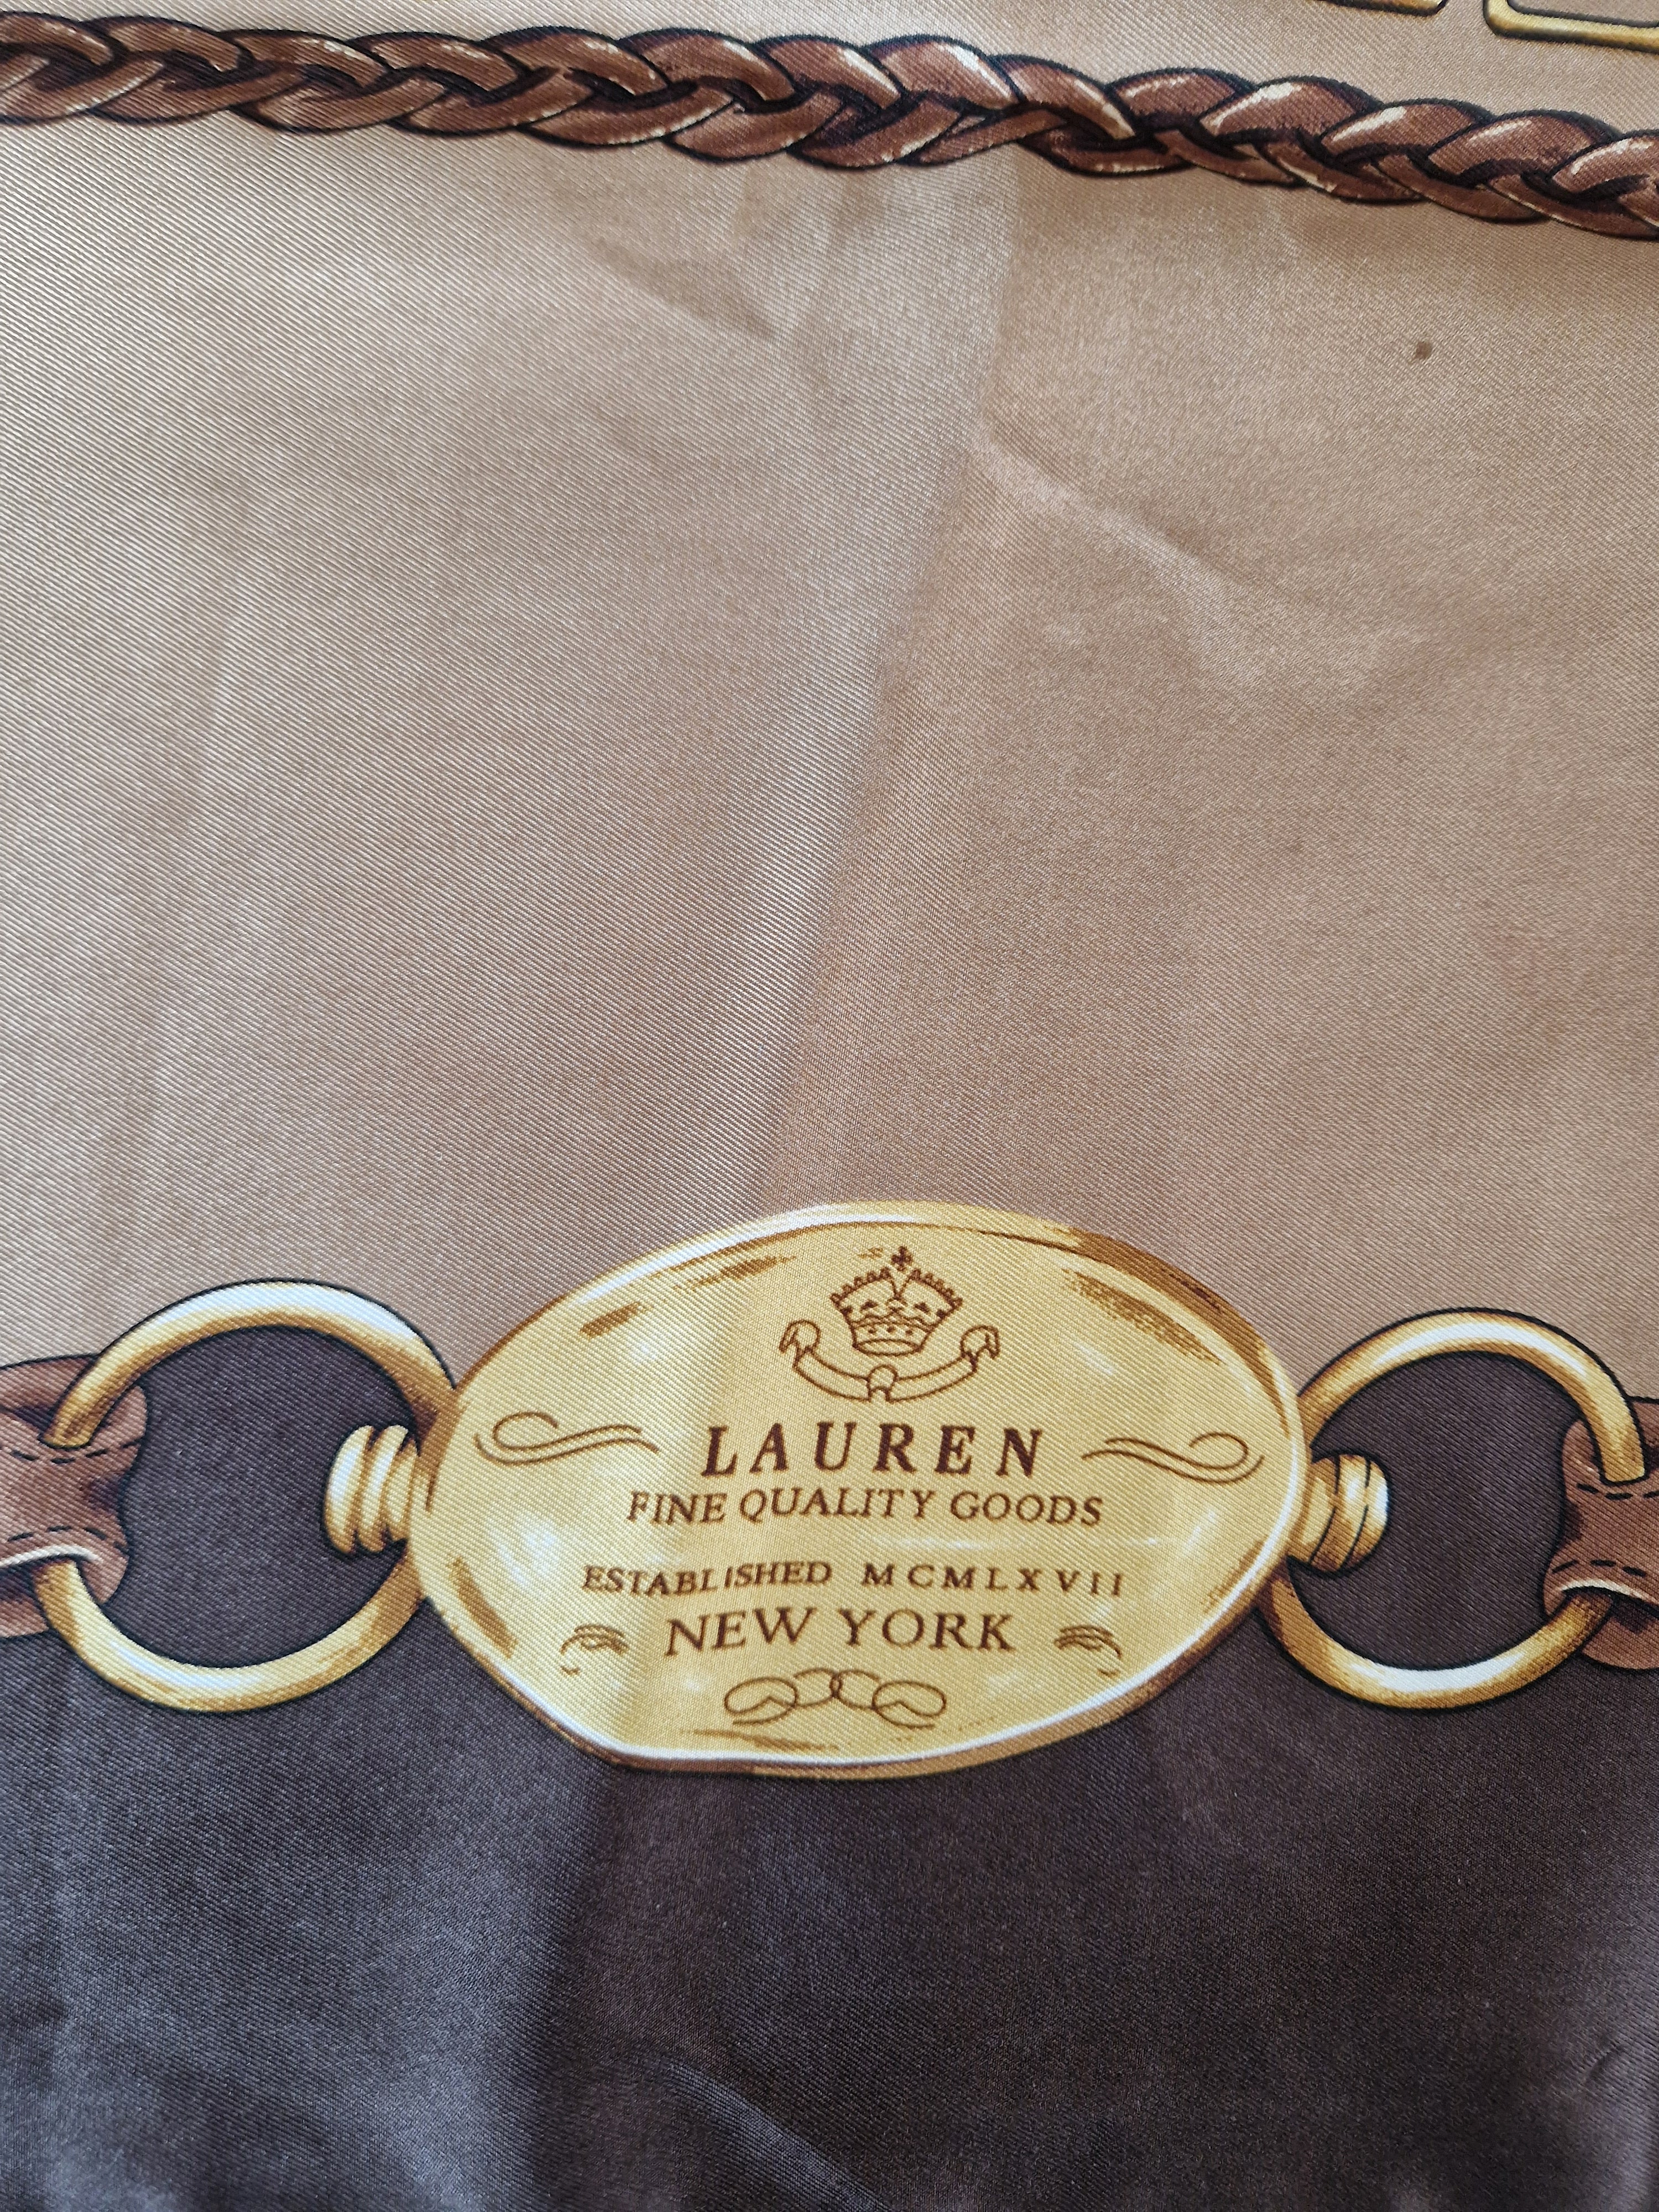 LAUREN
FINE QUALITY GOODS
ESTABLISHED MCMLXVII
NEW YORK